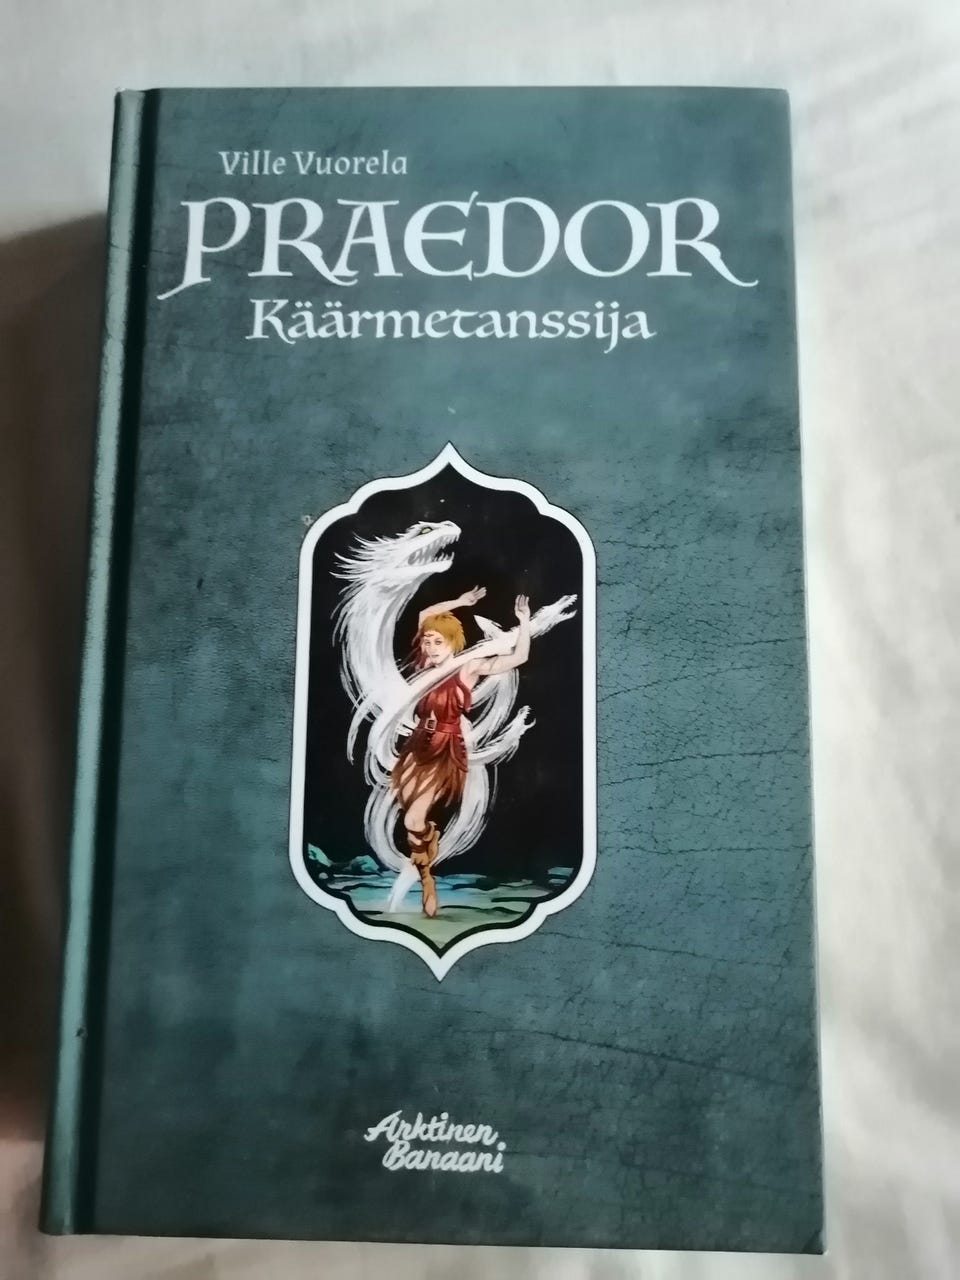 Ville Vuorela
PRAEDOR
Käärmetanssija
Arktinen
Banaani